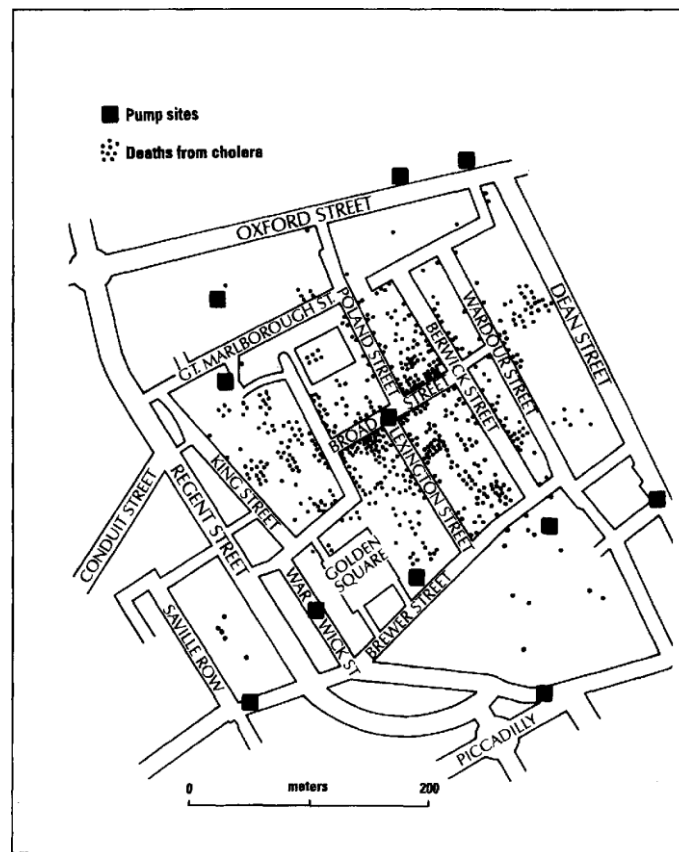 Pump sites
Deaths from cholera
OXFORD STREET
GT. MARLBOROUGH ST.
POLAND STREET
BERWICK STREET
WARDOUR STREET
DEAN STREET
BROAD STREET
LEXINGTON STREET
KING STREET
REGENT STREET
CONDUIT STREET
GOLDEN
SQUARE
WARWICK ST.
BREWER STREET
SAVILLE ROW
PICCADILLY
0 meters 200